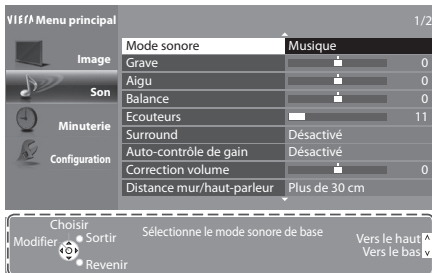 VIErA Menu principal
1/2
Image
Son
Minuterie
Configuration
Mode sonore Musique
Grave 0
Aigu 0
Balance 0
Ecouteurs 11
Surround Désactivé
Auto-contrôle de gain Désactivé
Correction volume 0
Distance mur/haut-parleur Plus de 30 cm
Choisir
Modifier
Sortir
Revenir
Sélectionne le mode sonore de base
Vers le haut
Vers le bas